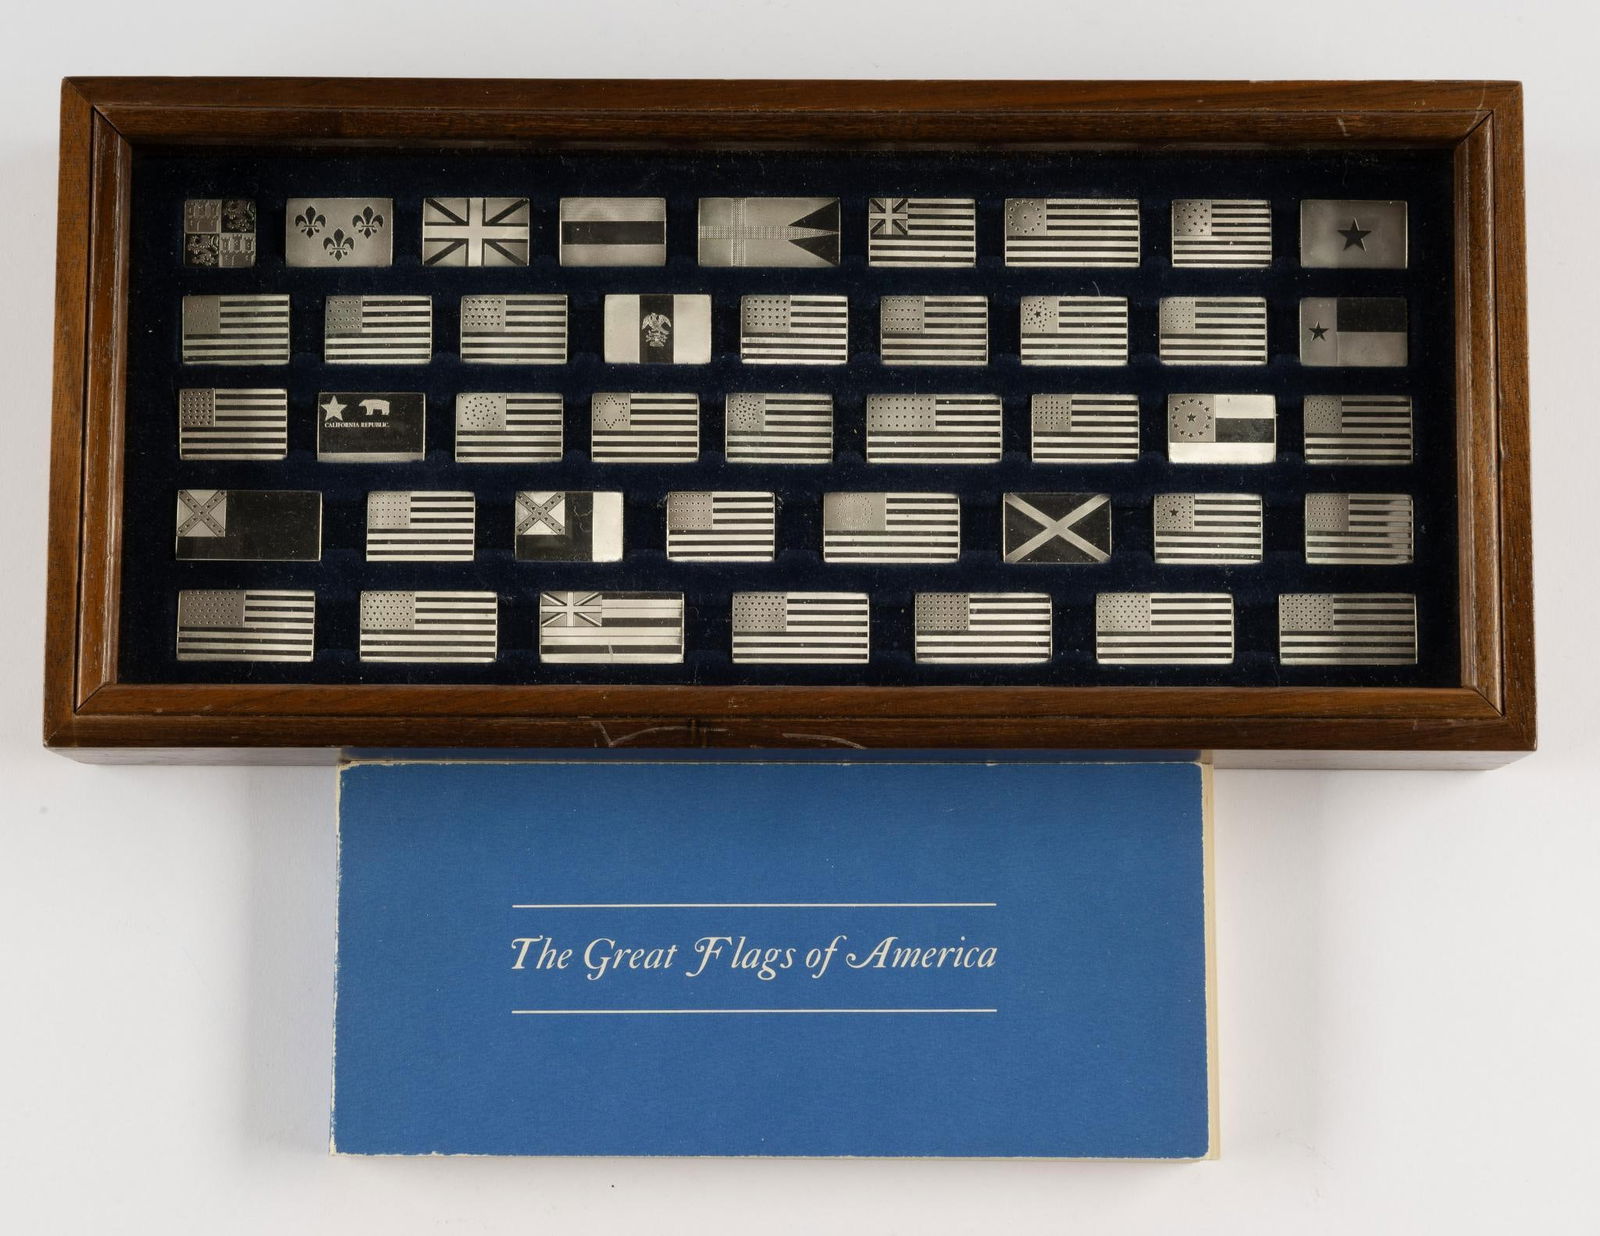 CALIFORNIA REPUBLIC.
The Great Flags of America